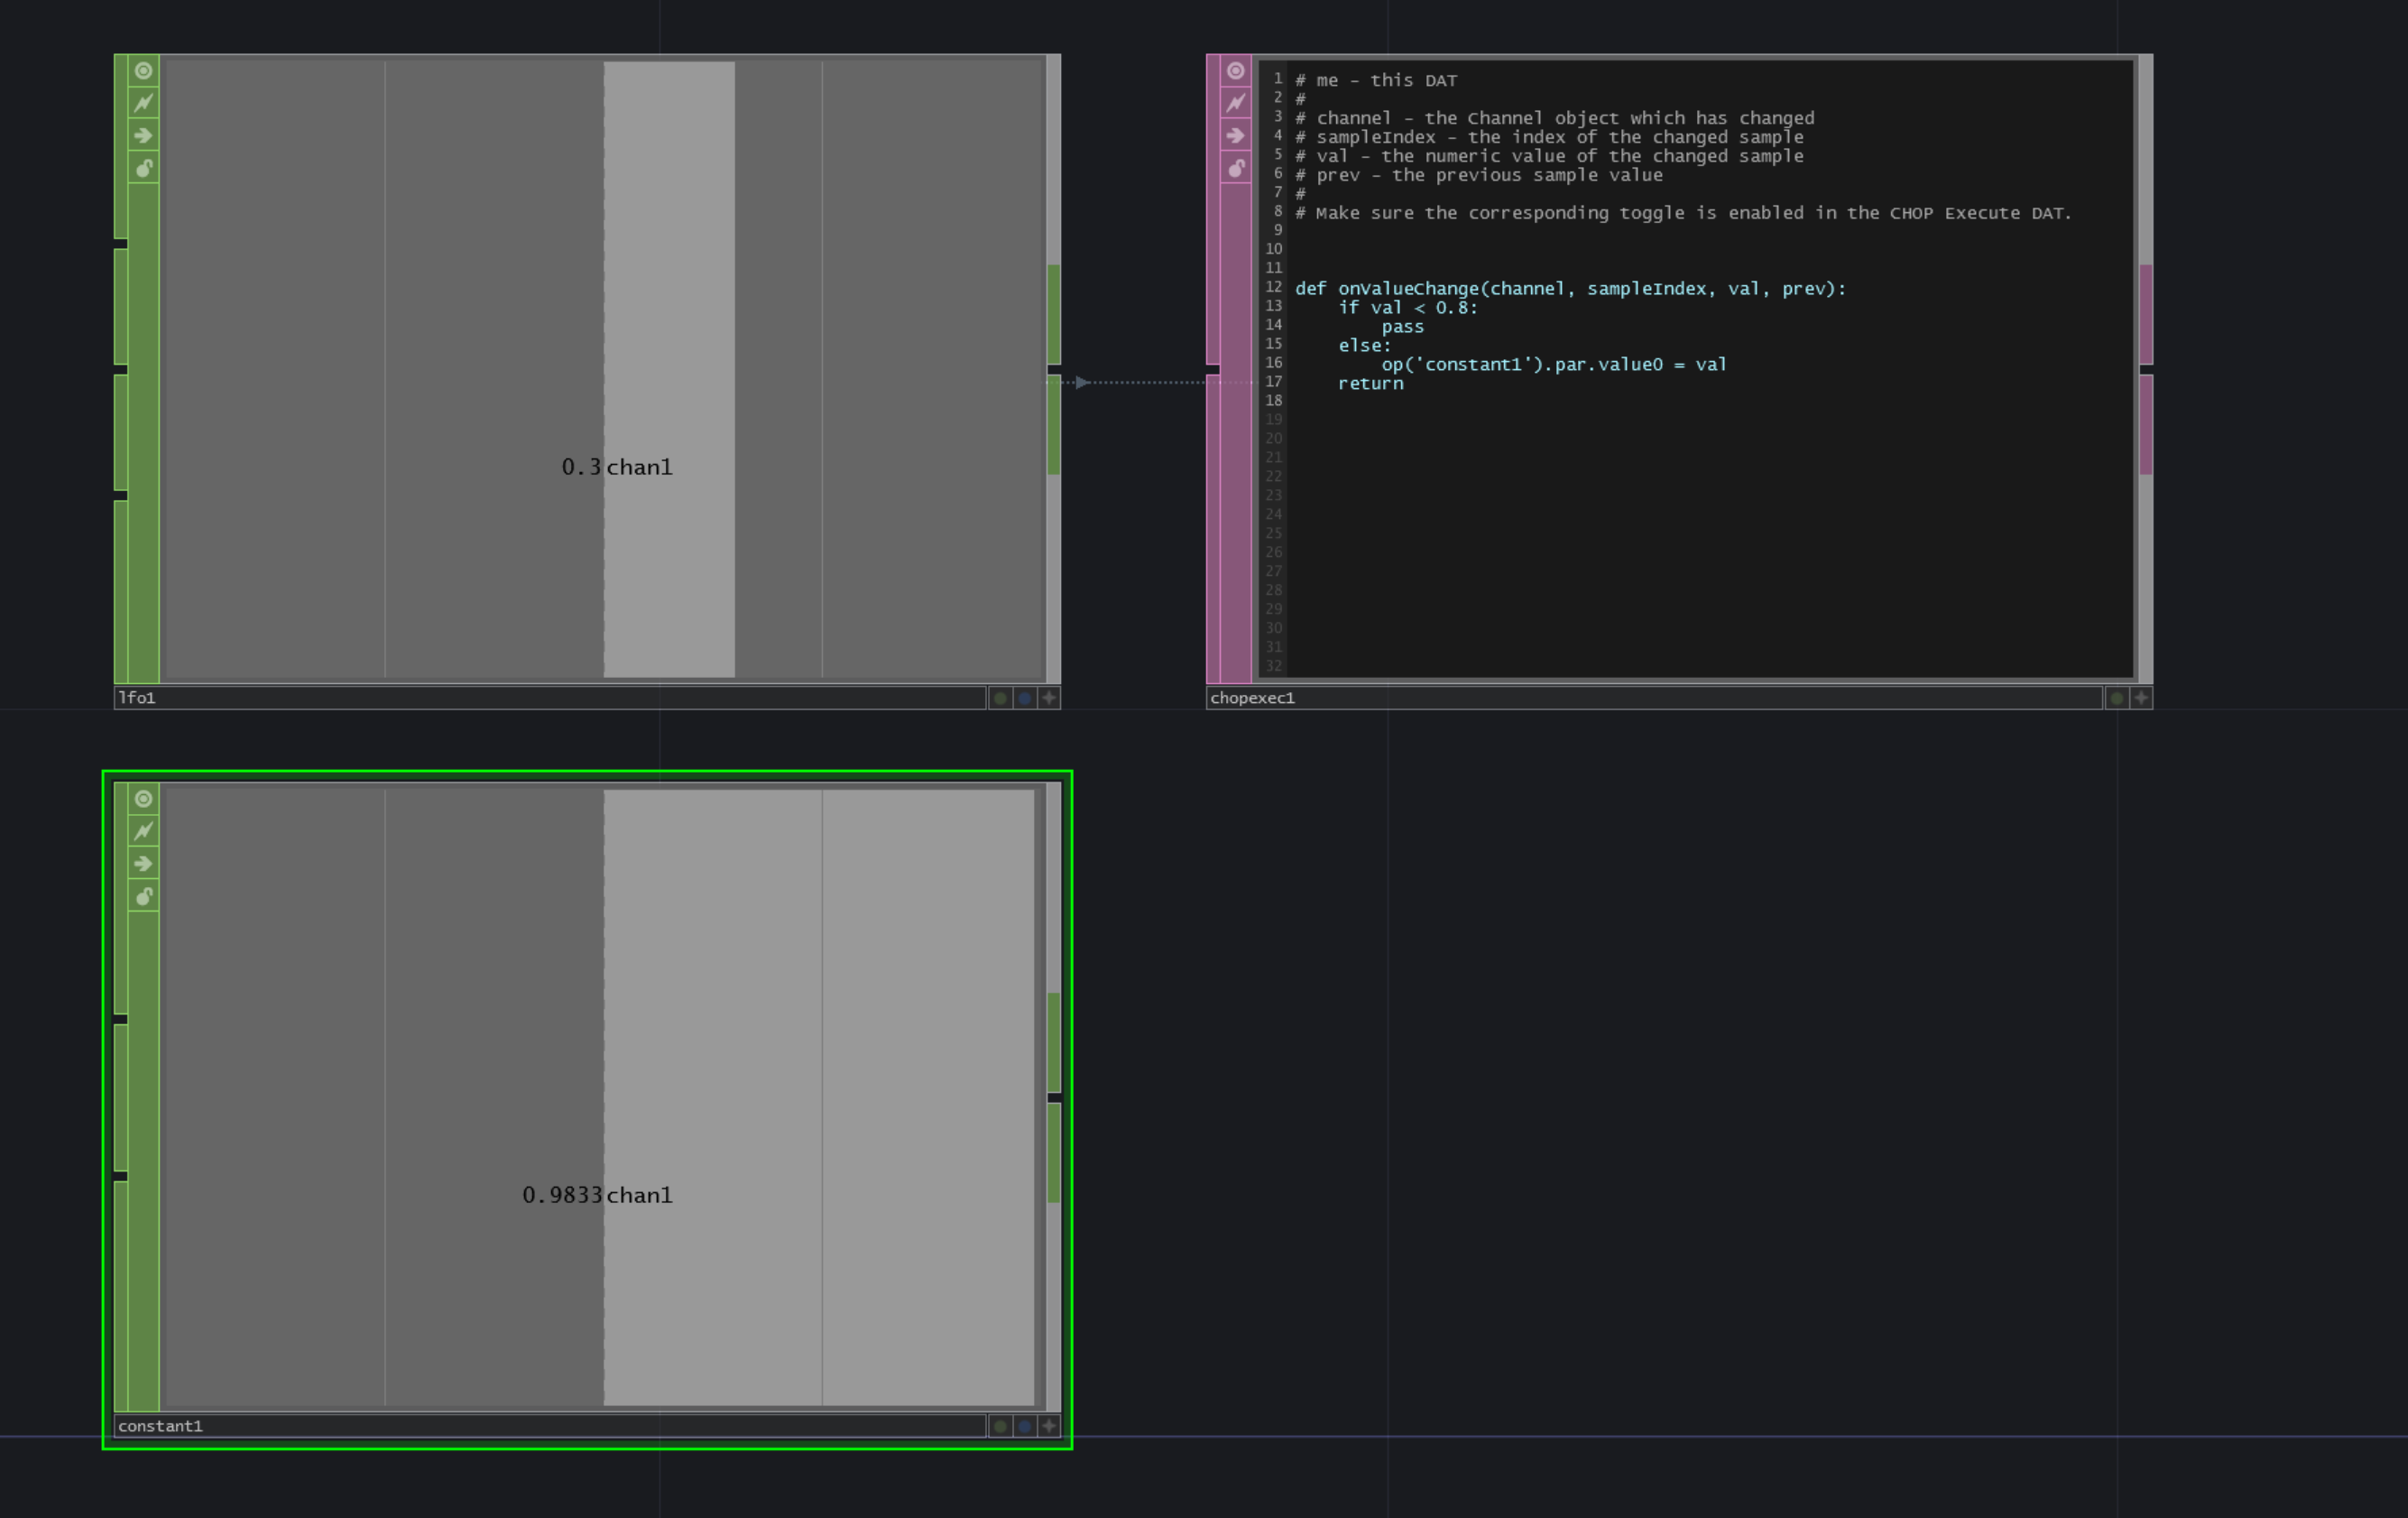 0.3 chan1
lfo1
1 # me - this DAT
2 #
3 # channel - the Channel object which has changed
4 # sampleIndex - the index of the changed sample
5 # val - the numeric value of the changed sample
6 # prev - the previous sample value
7 #
8 # Make sure the corresponding toggle is enabled in the CHOP Execute DAT.
9
10
11
12 def onValueChange(channel, sampleIndex, val, prev):
13     if val < 0.8:
14         pass
15     else:
16         op('constant1').par.value0 = val
17     return
18
19
20
21
22
23
24
25
26
27
28
29
30
31
32
chopexec1
0.9833 chan1
constant1